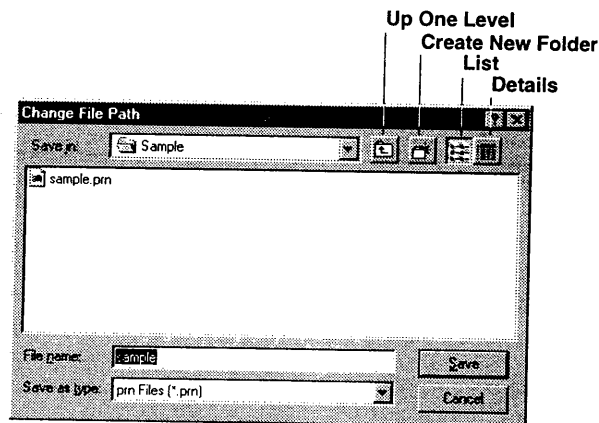 Up One Level
Create New Folder
List
Details
Change File Path
Save in: Sample
sample.prn
File name: sample
Save
Save as type: prn Files (*.prn)
Cancel